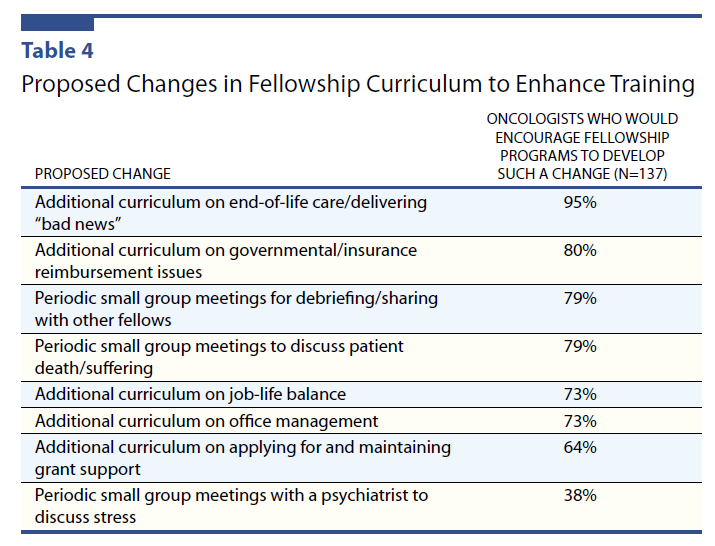 Table 4
Proposed Changes in Fellowship Curriculum to Enhance Training
ONCOLOGISTS WHO WOULD
ENCOURAGE FELLOWSHIP
PROGRAMS TO DEVELOP
PROPOSED CHANGE SUCH A CHANGE (N=137)
Additional curriculum on end-of-life care/delivering 95%
“bad news”
Additional curriculum on governmental/insurance 80%
reimbursement issues
Periodic small group meetings for debriefing/sharing 79%
with other fellows
Periodic small group meetings to discuss patient 79%
death/suffering
Additional curriculum on job-life balance 73%
Additional curriculum on office management 73%
Additional curriculum on applying for and maintaining 64%
grant support
Periodic small group meetings with a psychiatrist to 38%
discuss stress